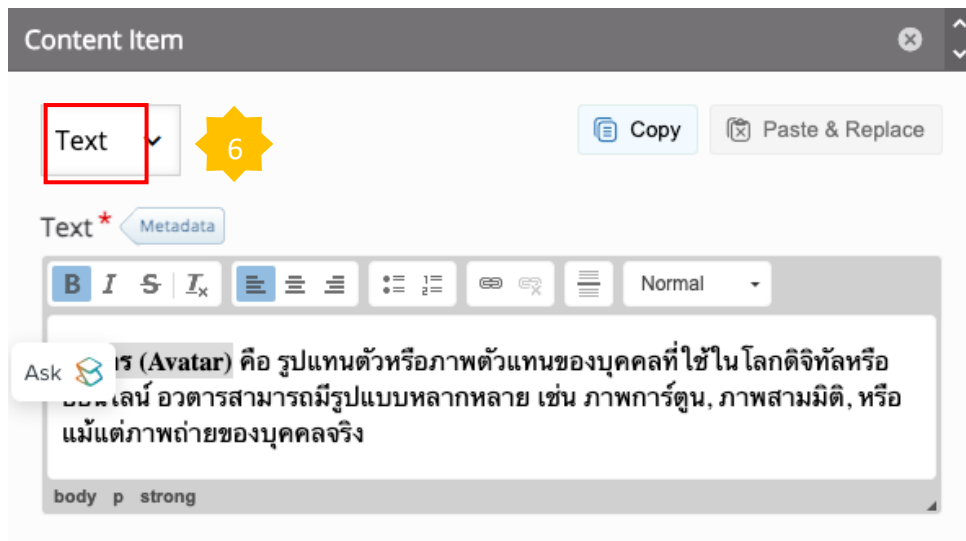 Content Item
Text
6
Copy
Paste & Replace
Text *
Metadata
B I S Tx
Normal
Ask
(Avatar) คือ รูปแทนตัวหรือภาพตัวแทนของบุคคลที่ใช้ในโลกดิจิทัลหรือ
อวตารสามารถมีรูปแบบหลากหลาย เช่น ภาพการ์ตูน, ภาพสามมิติ, หรือ
แม้แต่ภาพถ่ายของบุคคลจริง
body p strong